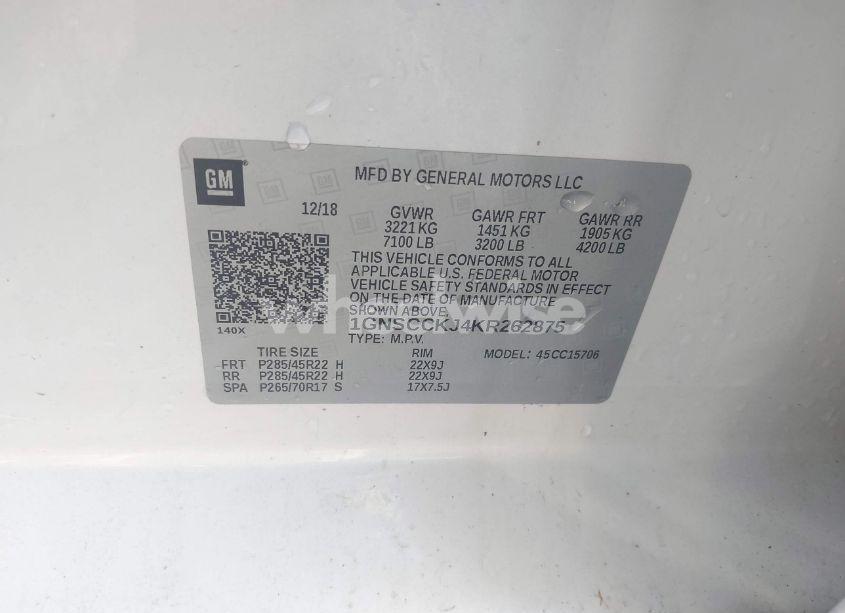 GM
MFD BY GENERAL MOTORS LLC
12/18
GVWR GAWR FRT GAWR RR
3221 KG 1451 KG 1905 KG
7100 LB 3200 LB 4200 LB
THIS VEHICLE CONFORMS TO ALL
APPLICABLE U.S. FEDERAL MOTOR
VEHICLE SAFETY STANDARDS IN EFFECT
ON THE DATE OF MANUFACTURE
SHOWN ABOVE.
1GNSCCKJ4KR262875
140X
TYPE: M.P.V.
TIRE SIZE RIM MODEL: 45CC15706
FRT P285/45R22 H 22X9J
RR P285/45R22 H 22X9J
SPA P265/70R17 S 17X7.5J